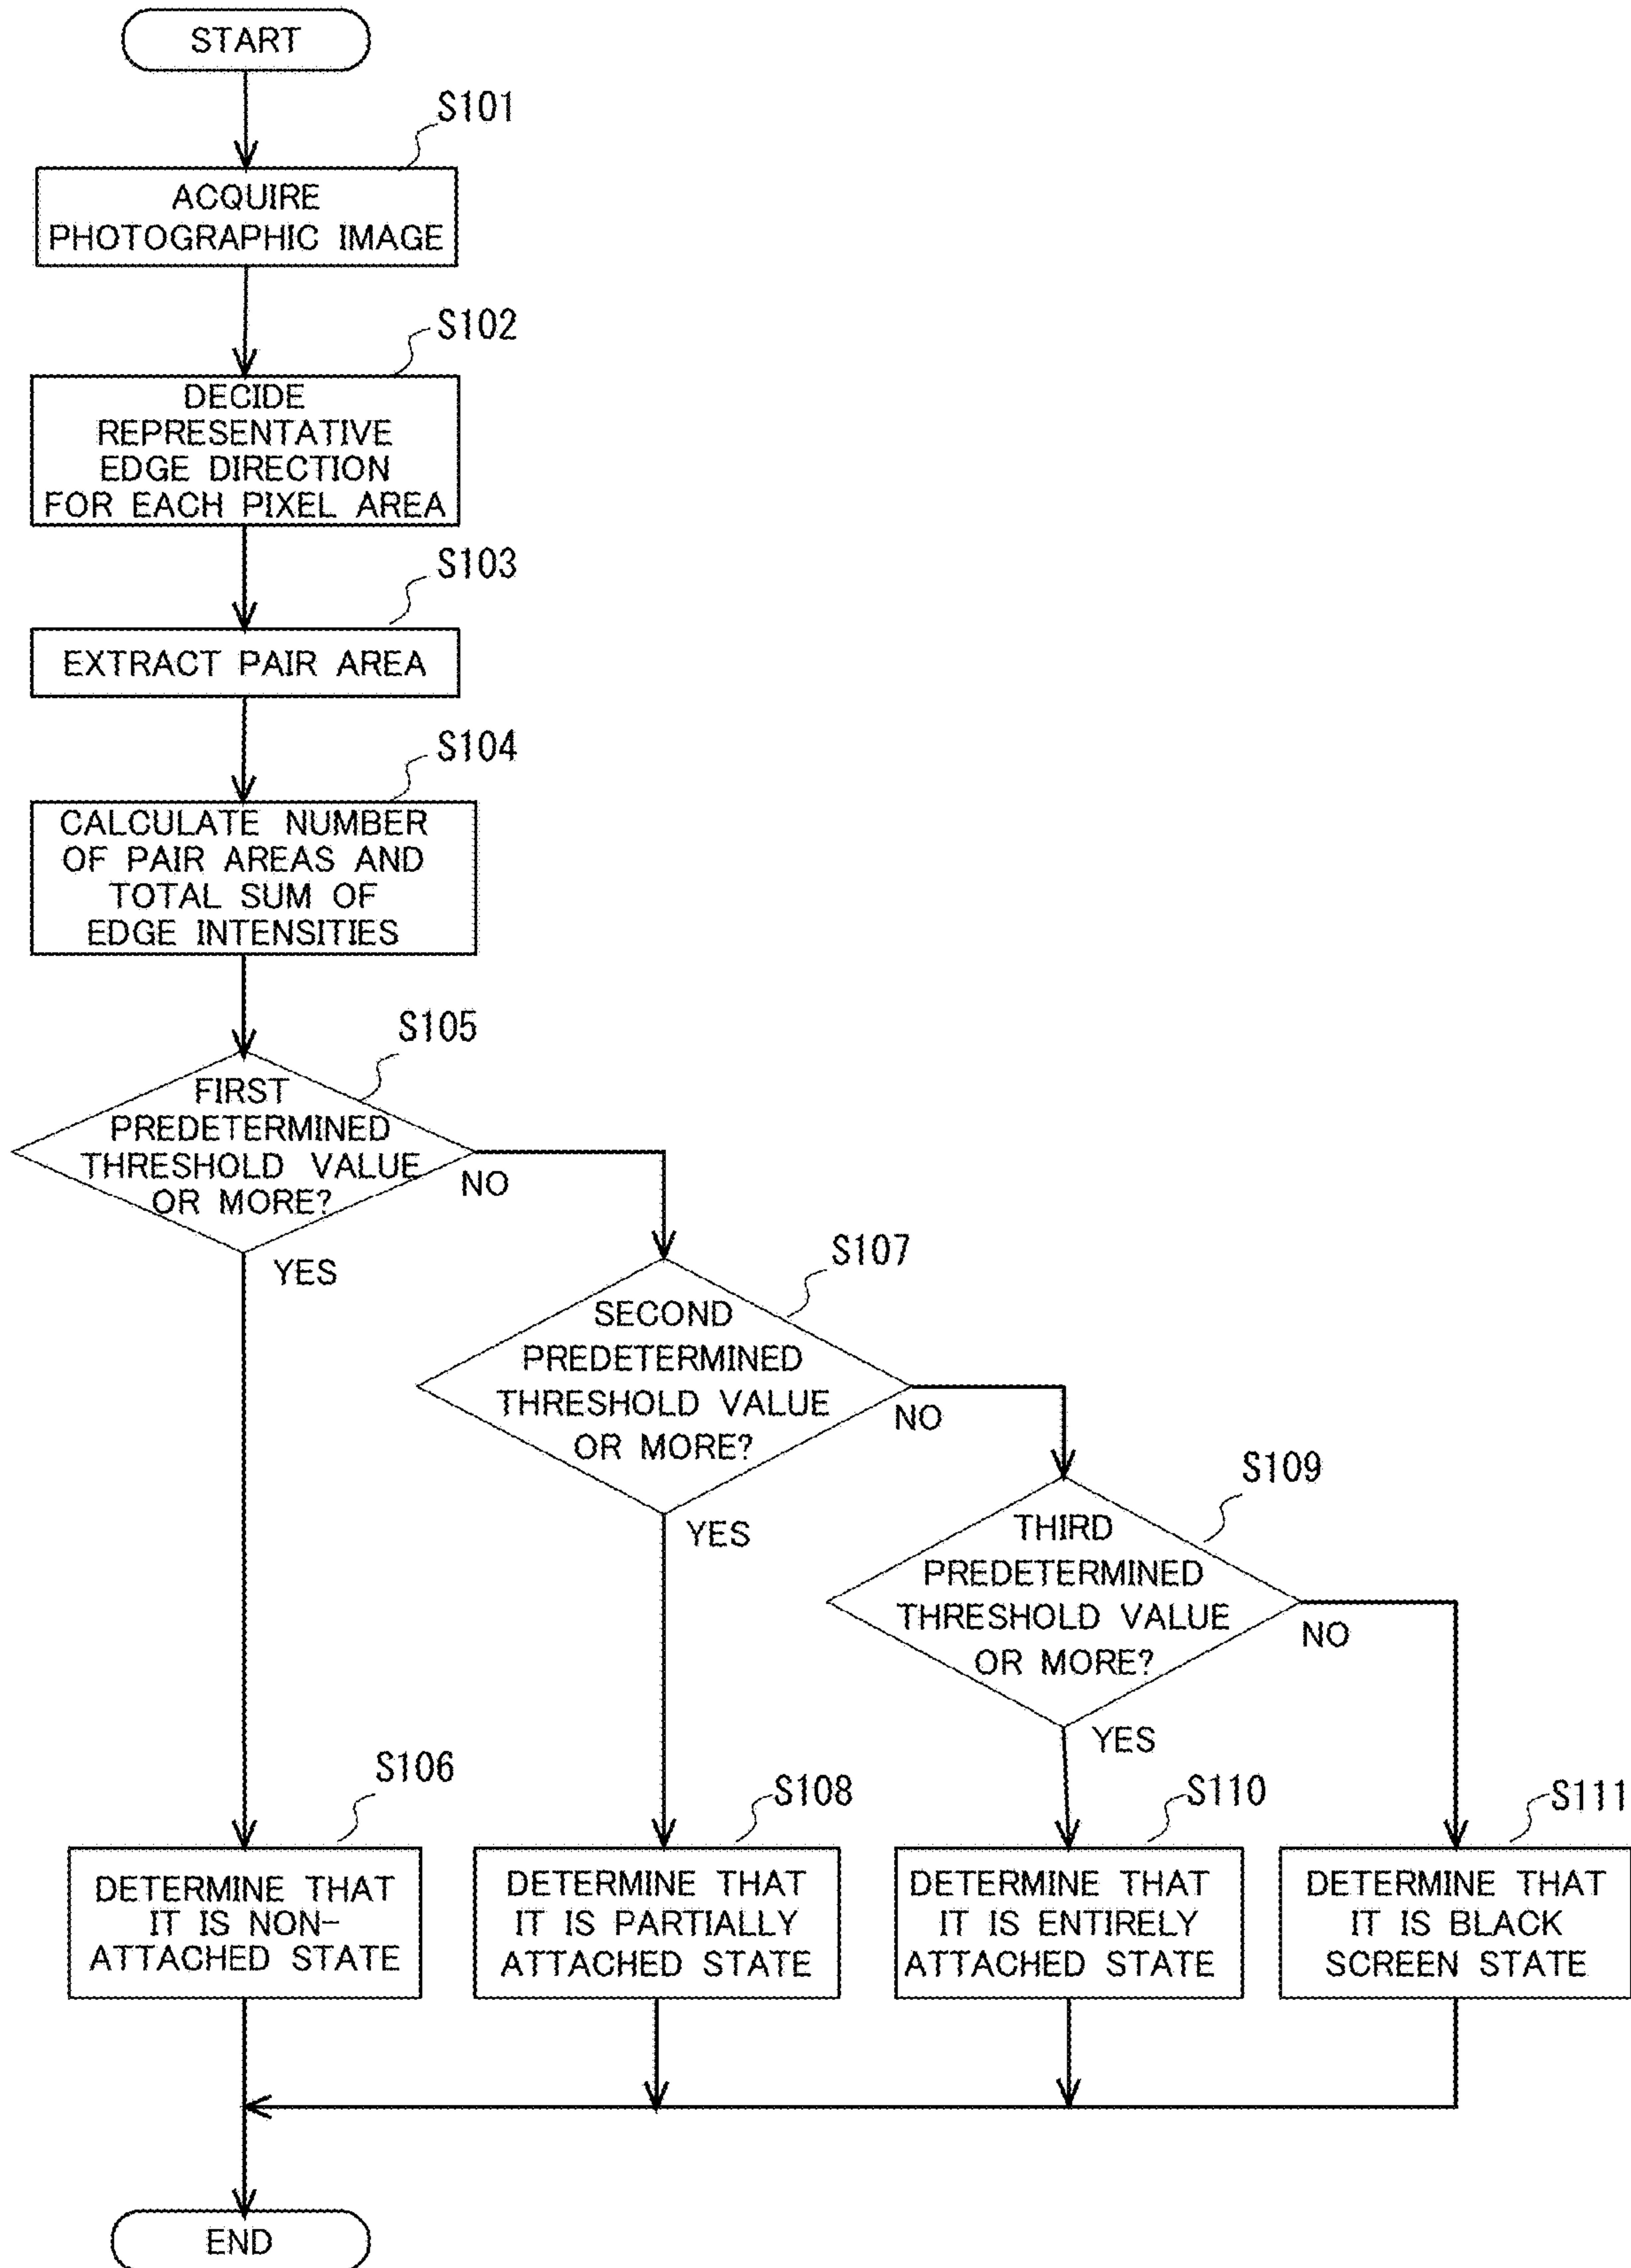 START
S101
ACQUIRE
PHOTOGRAPHIC IMAGE
S102
DECIDE
REPRESENTATIVE
EDGE DIRECTION
FOR EACH PIXEL AREA
S103
EXTRACT PAIR AREA
S104
CALCULATE NUMBER
OF PAIR AREAS AND
TOTAL SUM OF
EDGE INTENSITIES
S105
FIRST
PREDETERMINED
THRESHOLD VALUE
OR MORE?
NO
YES
S107
SECOND
PREDETERMINED
THRESHOLD VALUE
OR MORE?
NO
YES
S109
THIRD
PREDETERMINED
THRESHOLD VALUE
OR MORE?
NO
YES
S106
DETERMINE THAT
IT IS NON-
ATTACHED STATE
S108
DETERMINE THAT
IT IS PARTIALLY
ATTACHED STATE
S110
DETERMINE THAT
IT IS ENTIRELY
ATTACHED STATE
S111
DETERMINE THAT
IT IS BLACK
SCREEN STATE
END